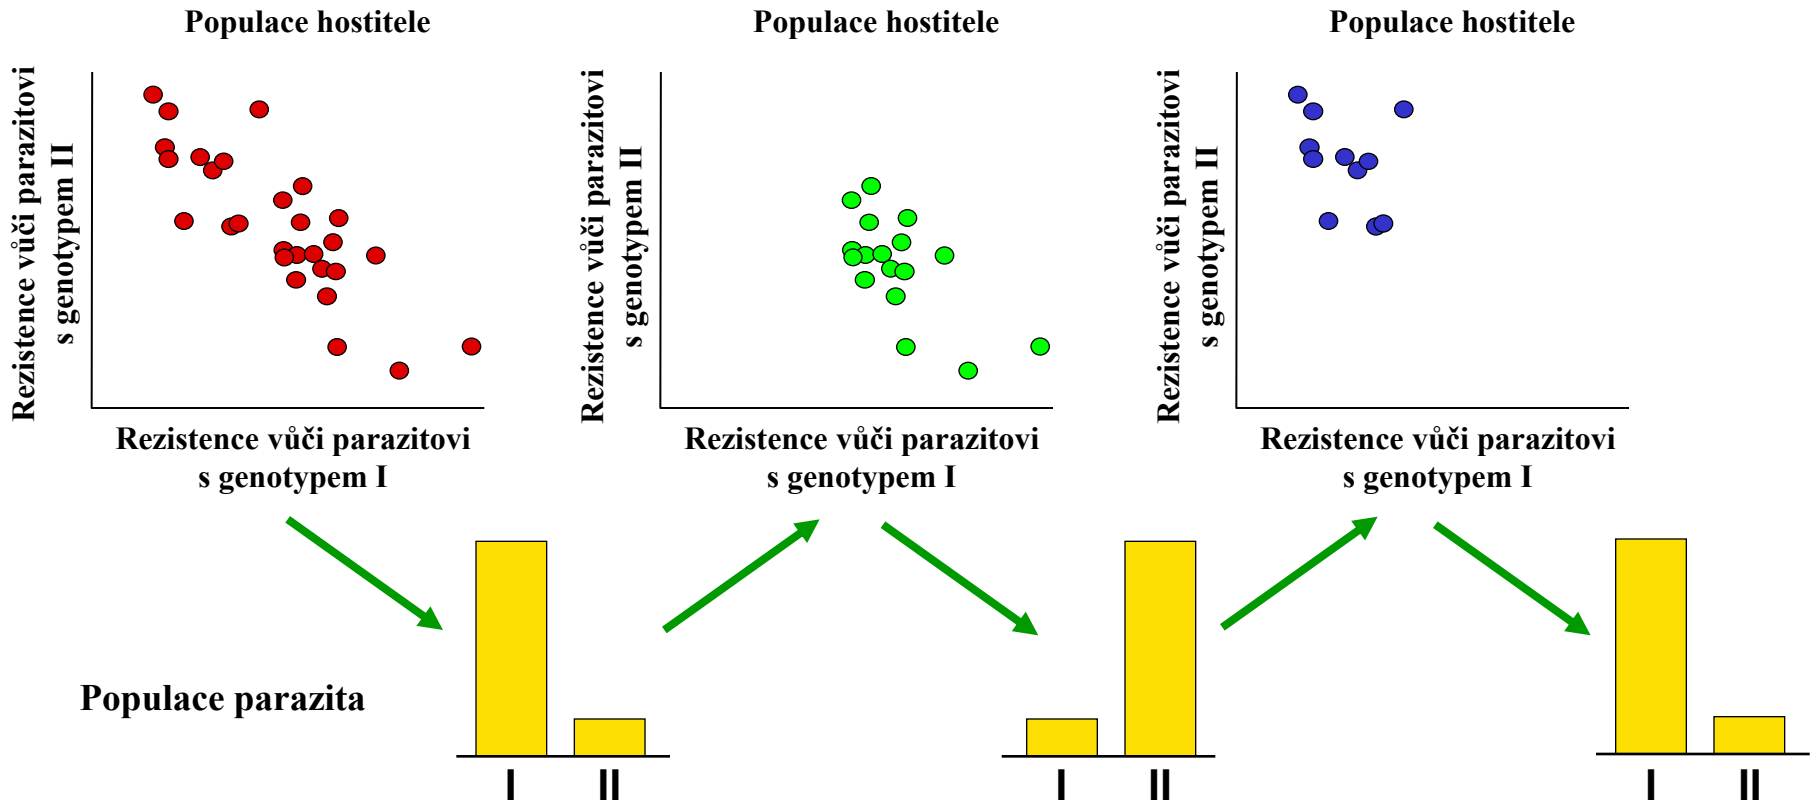 Populace hostitele
Rezistence vůči parazitovi
s genotypem II
Rezistence vůči parazitovi
s genotypem I
Populace hostitele
Rezistence vůči parazitovi
s genotypem II
Rezistence vůči parazitovi
s genotypem I
Populace hostitele
Rezistence vůči parazitovi
s genotypem II
Rezistence vůči parazitovi
s genotypem I
Populace parazita
I II
I II
I II